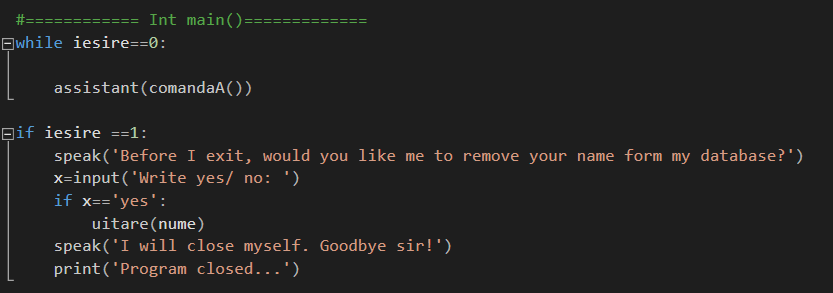 #============ Int main()=============
while iesire==0:
assistant(comandaA())
if iesire ==1:
speak('Before I exit, would you like me to remove your name form my database?')
x=input('Write yes/ no: ')
if x=='yes':
uitare(nume)
speak('I will close myself. Goodbye sir!')
print('Program closed...')